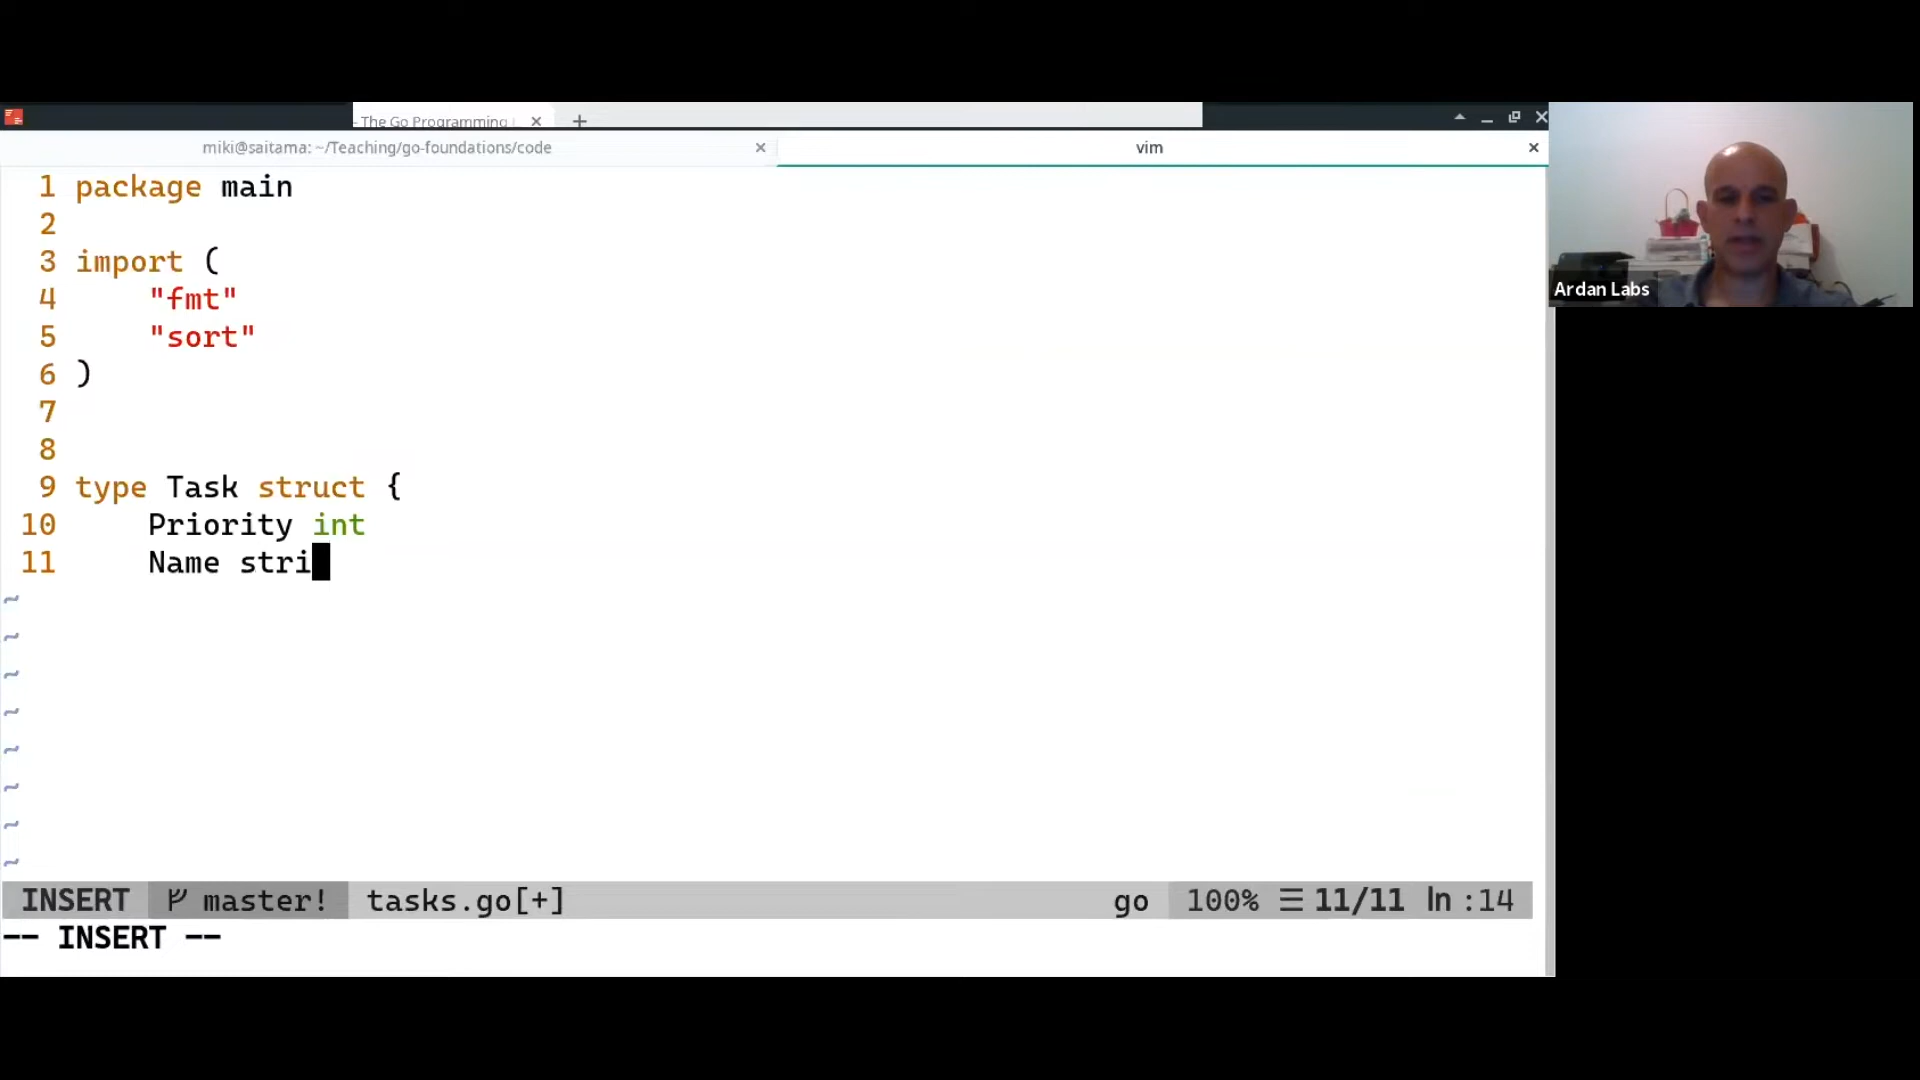 - The Go Programming
miki@saitama: ~/Teaching/go-foundations/code
vim
1 package main
2
3 import (
4     "fmt"
5     "sort"
6 )
7
8
9 type Task struct {
10     Priority int
11     Name stri
~
~
~
~
~
~
~
~
INSERT master! tasks.go[+] go 100% ☰ 11/11 ln :14
-- INSERT --
Ardan Labs